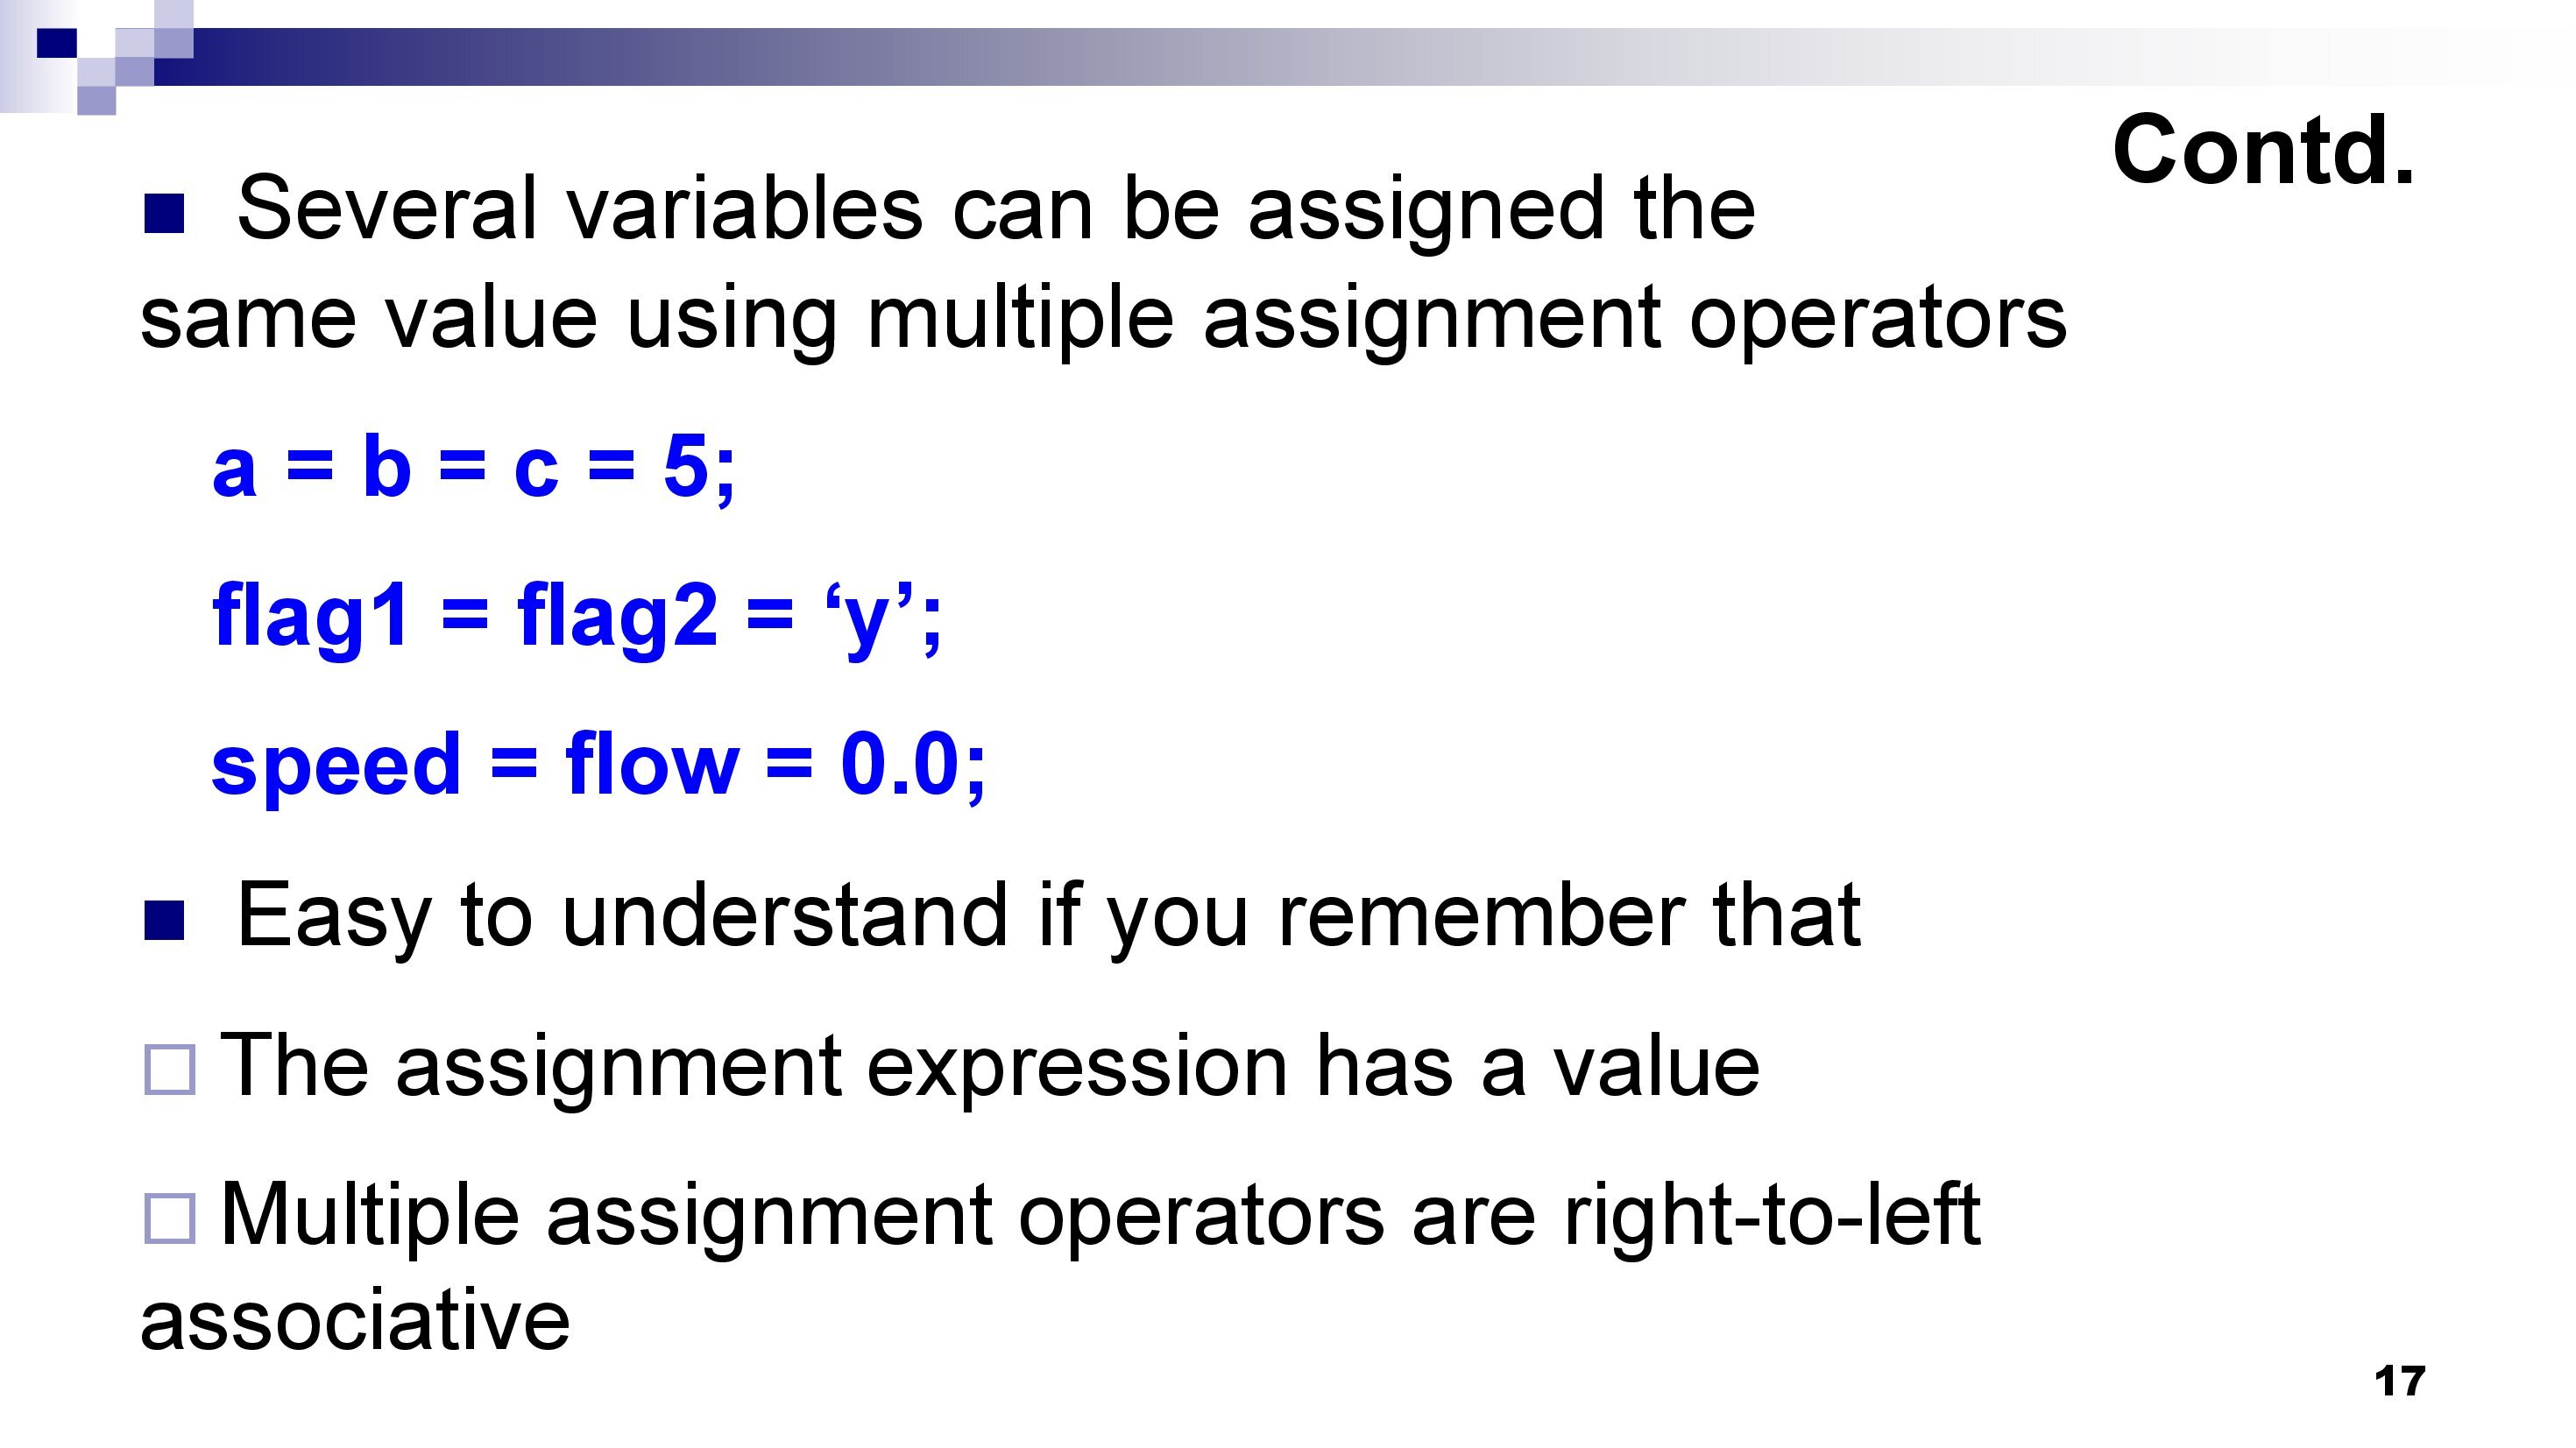 Contd.
Several variables can be assigned the
same value using multiple assignment operators
a = b = c = 5;
flag1 = flag2 = ‘y’;
speed = flow = 0.0;
Easy to understand if you remember that
The assignment expression has a value
Multiple assignment operators are right-to-left
associative
17